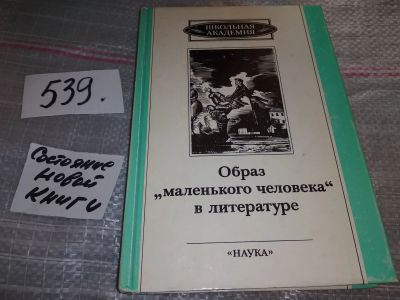 539.
Состояние
новой
книги
ШКОЛЬНАЯ
АКАДЕМИЯ
Образ
„маленького человека“
в литературе
«НАУКА»